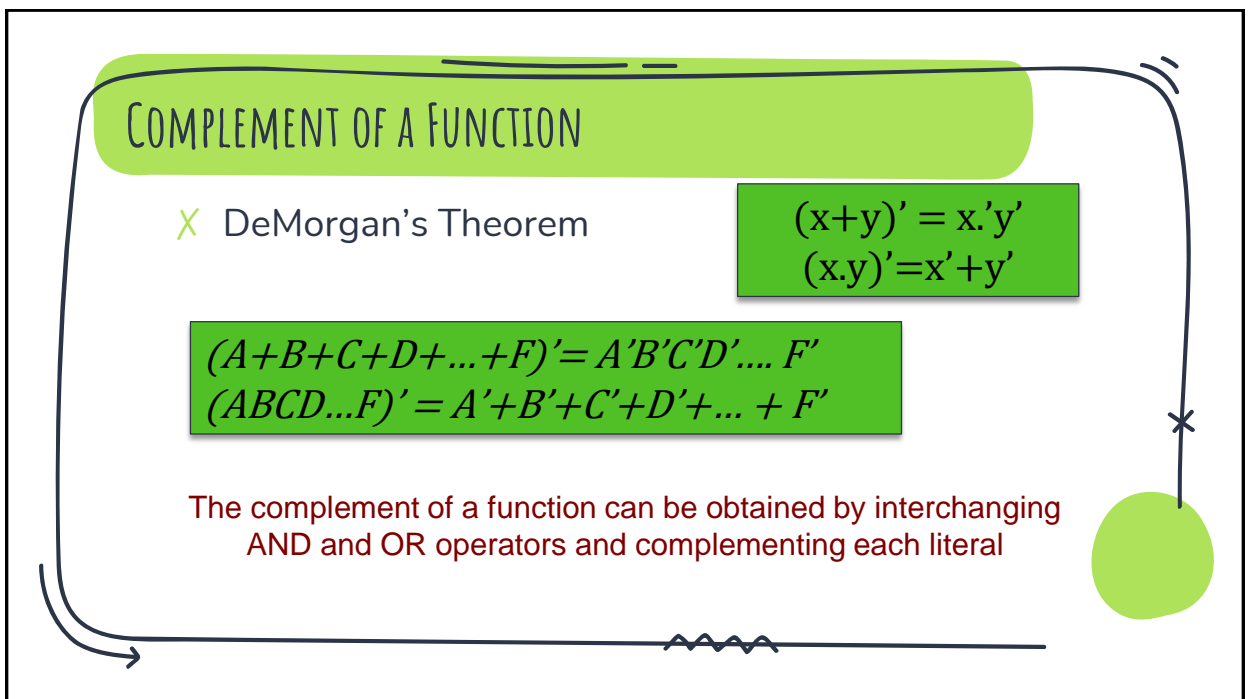 COMPLEMENT OF A FUNCTION
DeMorgan’s Theorem
(x+y)’ = x.’y’
(x.y)’=x’+y’
(A+B+C+D+…+F)’= A’B’C’D’…. F’
(ABCD…F)’ = A’+B’+C’+D’+… + F’
The complement of a function can be obtained by interchanging
AND and OR operators and complementing each literal